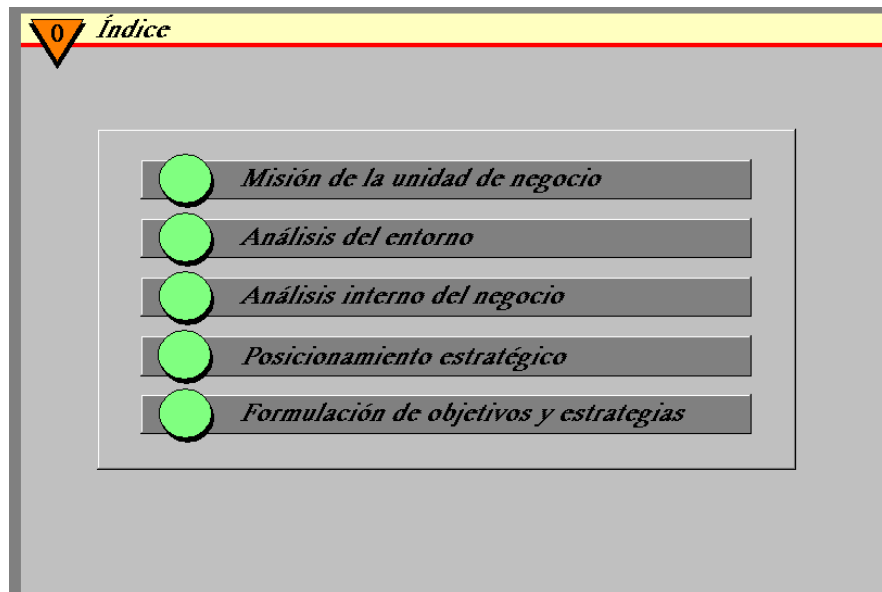 0 Índice
Misión de la unidad de negocio
Análisis del entorno
Análisis interno del negocio
Posicionamiento estratégico
Formulación de objetivos y estrategias